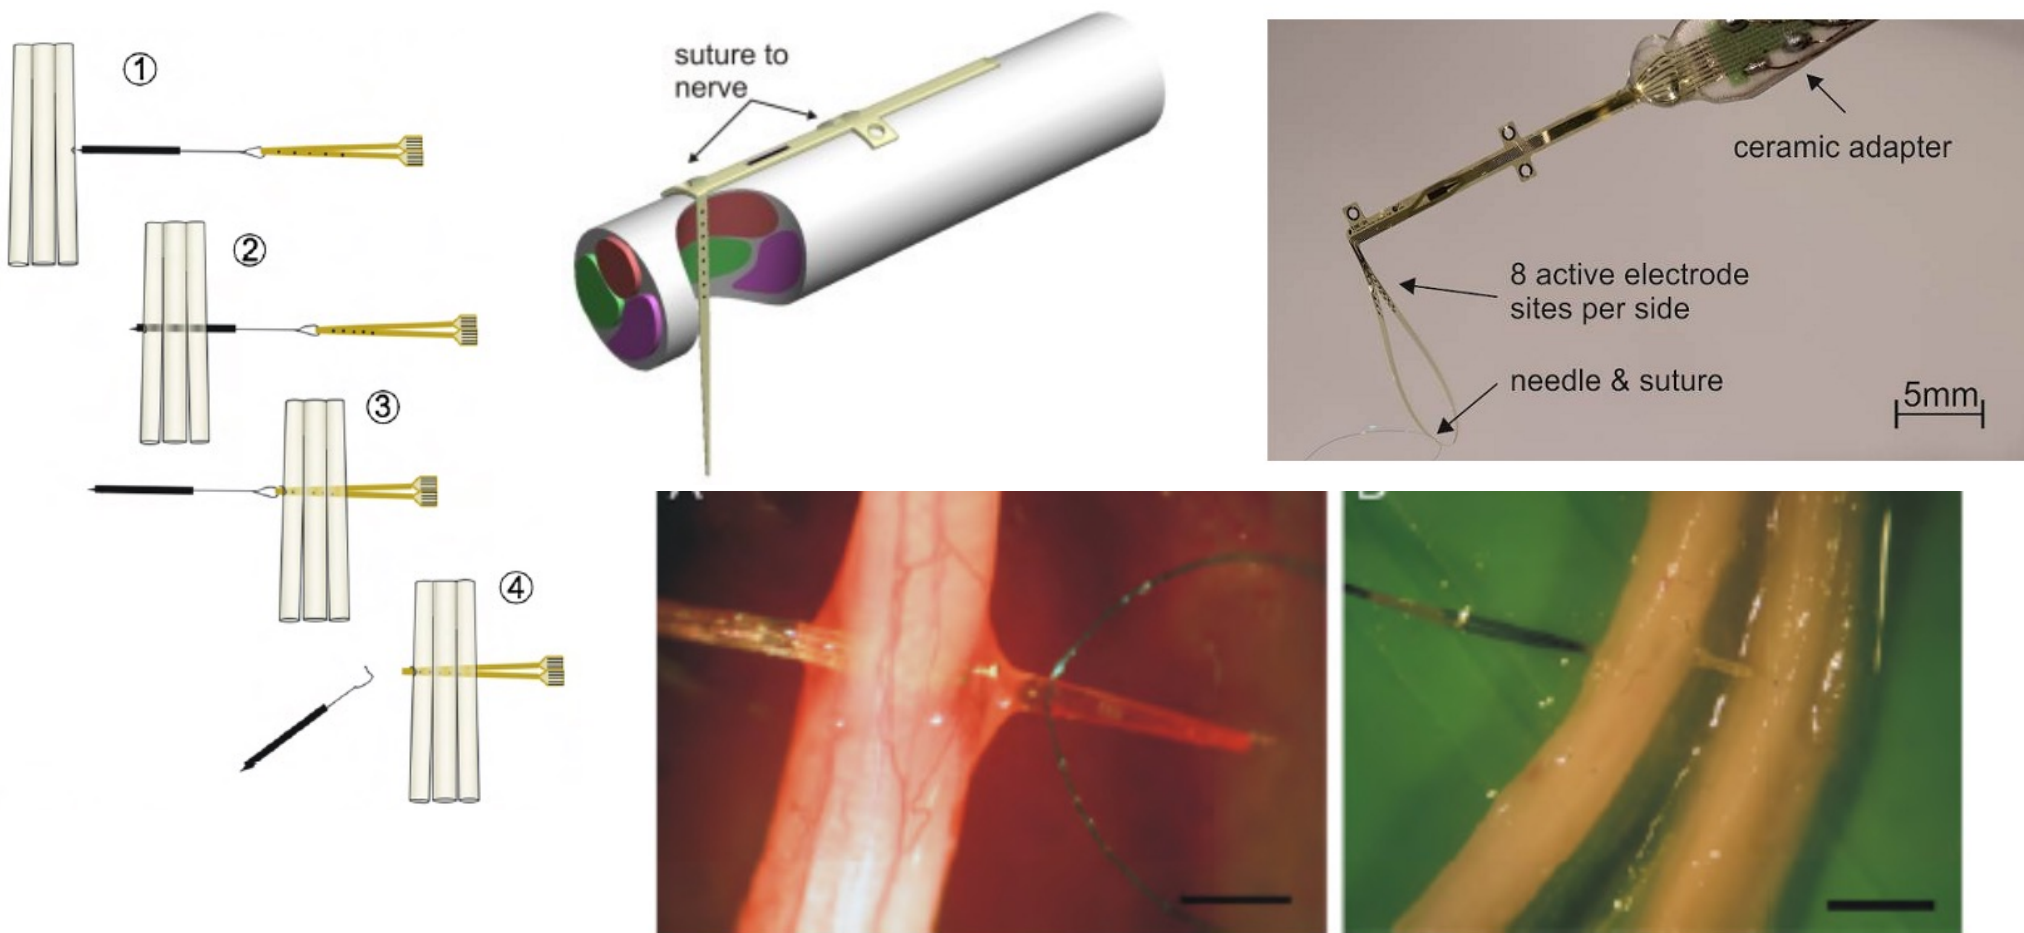 ①
②
③
④
suture to
nerve
ceramic adapter
8 active electrode
sites per side
needle & suture
5mm